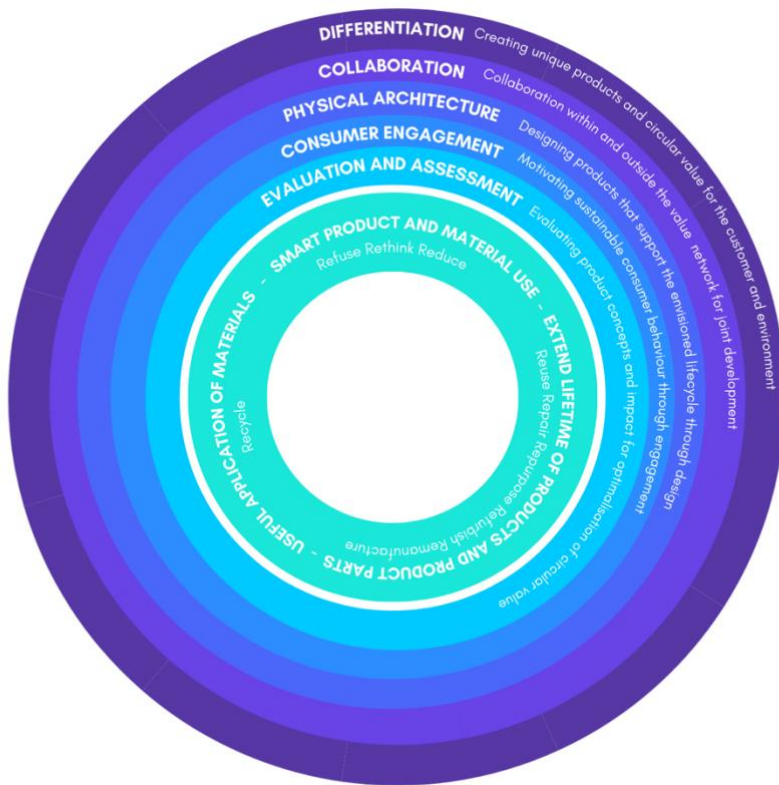 DIFFERENTIATION Creating unique products and circular value for the customer and environment
COLLABORATION Collaboration within and outside the value network for joint development
PHYSICAL ARCHITECTURE Designing products that support the envisioned lifecycle through design
CONSUMER ENGAGEMENT Motivating sustainable consumer behaviour through engagement
EVALUATION AND ASSESSMENT Evaluating product concepts and impact for optimalisation of circular value
SMART PRODUCT AND MATERIAL USE - EXTEND LIFETIME OF PRODUCTS AND PRODUCT PARTS - USEFUL APPLICATION OF MATERIALS -
Refuse Rethink Reduce
Reuse Repair Repurpose Refurbish Remanufacture
Recycle